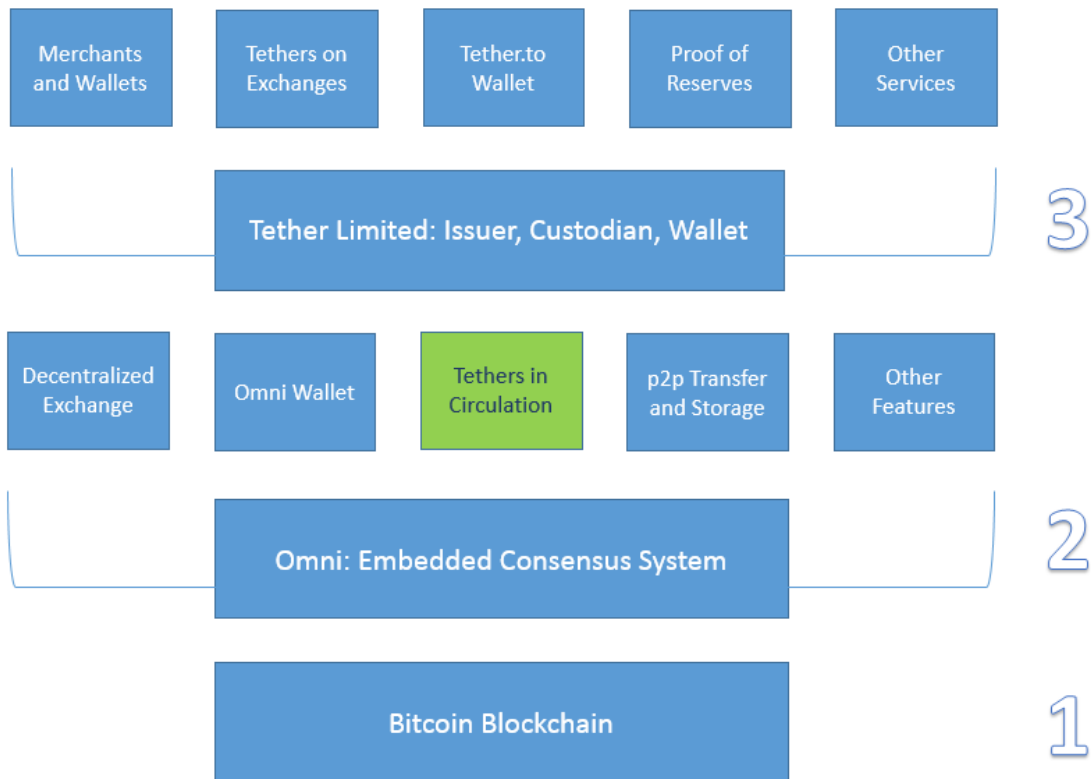 Merchants
and Wallets
Tethers on
Exchanges
Tether.to
Wallet
Proof of
Reserves
Other
Services
Tether Limited: Issuer, Custodian, Wallet
3
Decentralized
Exchange
Omni Wallet
Tethers in
Circulation
p2p Transfer
and Storage
Other
Features
Omni: Embedded Consensus System
2
Bitcoin Blockchain
1